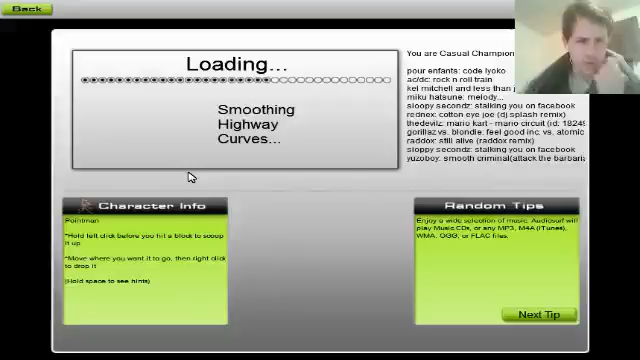 Back
Loading...
Smoothing
Highway
Curves...
You are Casual Champion
pour enfants: code lyoko
ac/dc: rock n roll train
kel mitchell and less than j
miku hatsune: melody...
sloppy secondz: stalking you on facebook
rednex: cotton eye joe (dj splash remix)
thedevilz: mario kart - mario circuit (id: 18249
gorillaz vs. blondie: feel good inc. vs. atomic
raddox: still alive (raddox remix)
sloppy secondz: stalking you on facebook
yuzoboy: smooth criminal(attack the barbaria
Character Info
Pointman
*Hold left click before you hit a block to scoop
it up
*Move where you want it to go, then right click
to drop it
(Hold space to see hints)
Random Tips
Enjoy a wide selection of music. Audiosurf will
play Music CDs, or any MP3, M4A (iTunes),
WMA, OGG, or FLAC files.
Next Tip